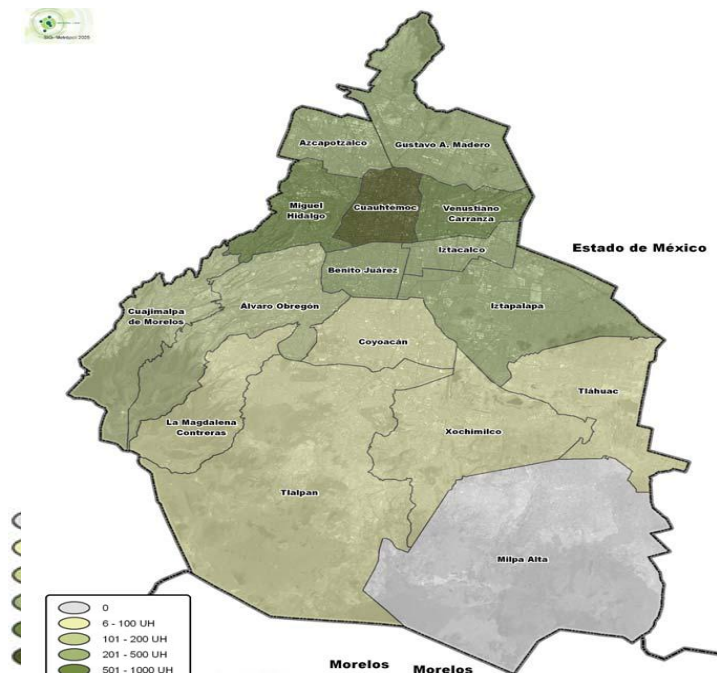 Azcapotzalco
Gustavo A. Madero
Miguel
Hidalgo
Cuauhtémoc
Venustiano
Carranza
Iztacalco
Estado de México
Benito Juárez
Iztapalapa
Cuajimalpa
de Morelos
Álvaro Obregón
Coyoacán
Tláhuac
La Magdalena
Contreras
Xochimilco
Tlalpan
Milpa Alta
0
6 - 100 UH
101 - 200 UH
201 - 500 UH
501 - 1000 UH
Morelos Morelos